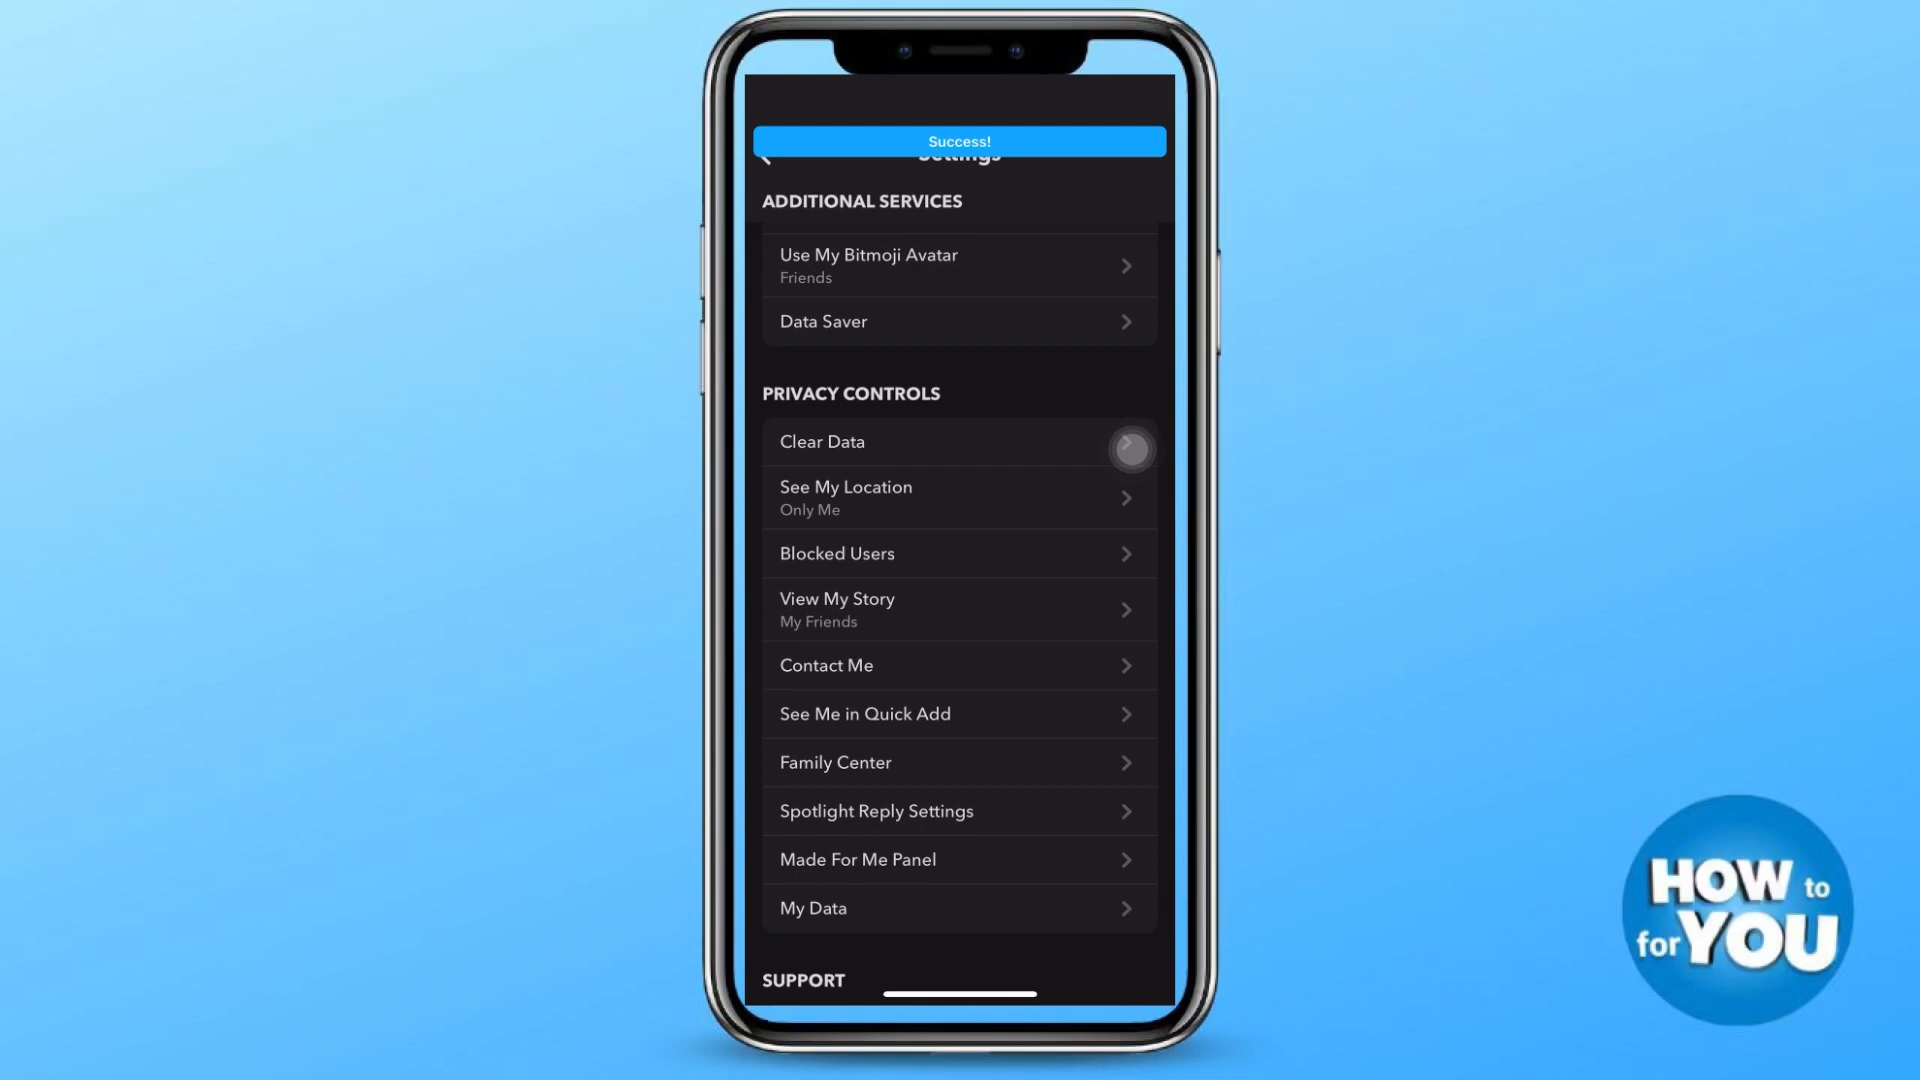 Success!
Settings
ADDITIONAL SERVICES
Use My Bitmoji Avatar
Friends
Data Saver
PRIVACY CONTROLS
Clear Data
See My Location
Only Me
Blocked Users
View My Story
My Friends
Contact Me
See Me in Quick Add
Family Center
Spotlight Reply Settings
Made For Me Panel
My Data
SUPPORT
HOW to
for YOU